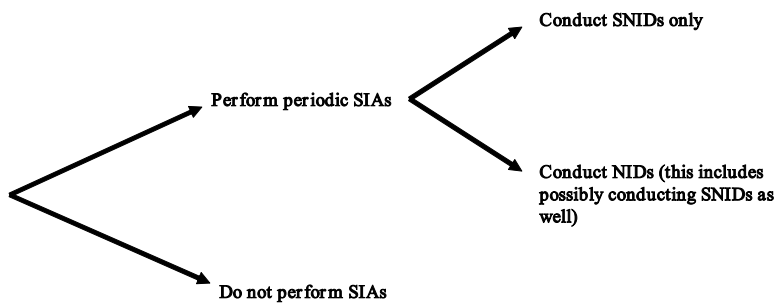 Conduct SNIDs only
Perform periodic SIAs
Conduct NIDs (this includes
possibly conducting SNIDs as
well)
Do not perform SIAs